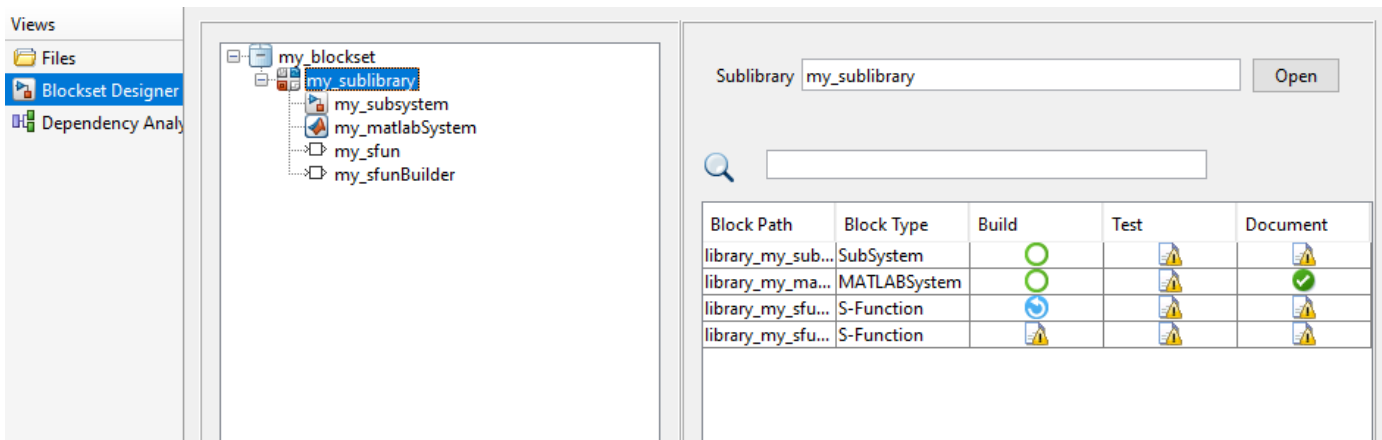 Views
Files
Blockset Designer
Dependency Analy
my_blockset
my_sublibrary
my_subsystem
my_matlabSystem
my_sfun
my_sfunBuilder
Sublibrary my_sublibrary Open
Block Path Block Type Build Test Document
library_my_sub... SubSystem
library_my_ma... MATLABSystem
library_my_sfu... S-Function
library_my_sfu... S-Function